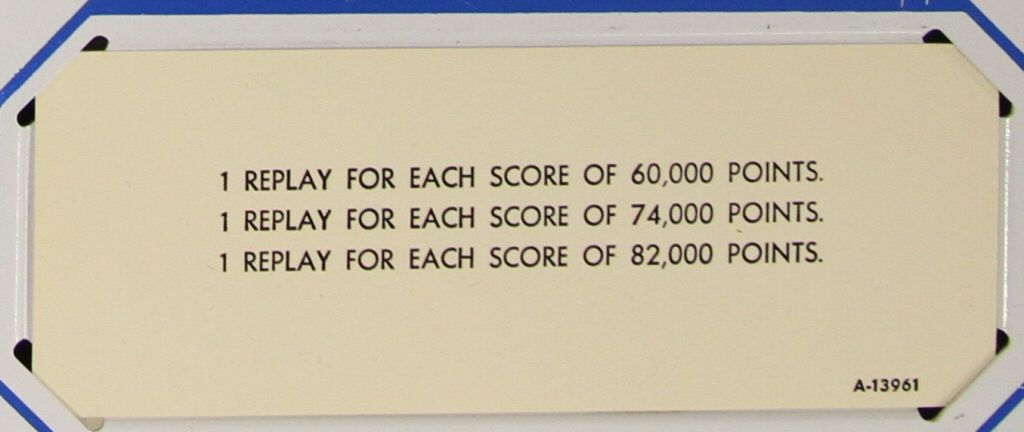 1 REPLAY FOR EACH SCORE OF 60,000 POINTS.
1 REPLAY FOR EACH SCORE OF 74,000 POINTS.
1 REPLAY FOR EACH SCORE OF 82,000 POINTS.
A-13961